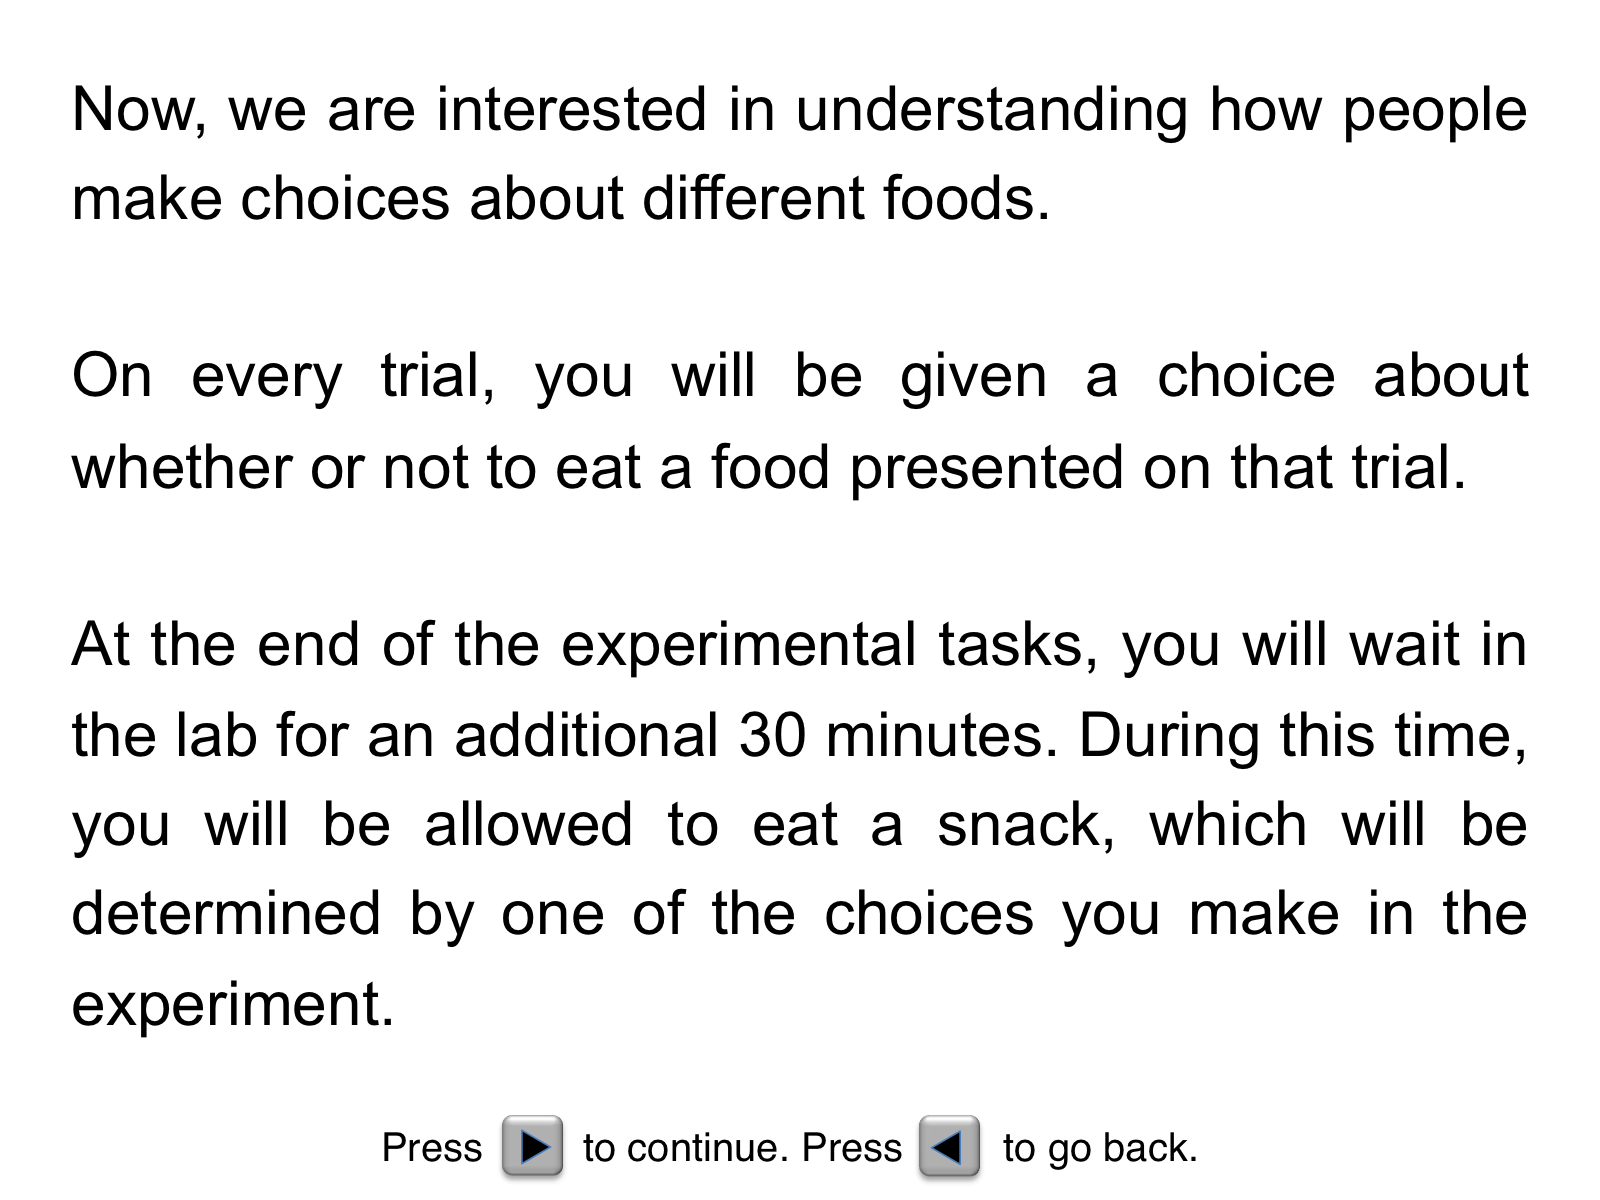 Now, we are interested in understanding how people
make choices about different foods.
On every trial, you will be given a choice about
whether or not to eat a food presented on that trial.
At the end of the experimental tasks, you will wait in
the lab for an additional 30 minutes. During this time,
you will be allowed to eat a snack, which will be
determined by one of the choices you make in the
experiment.
Press to continue. Press to go back.